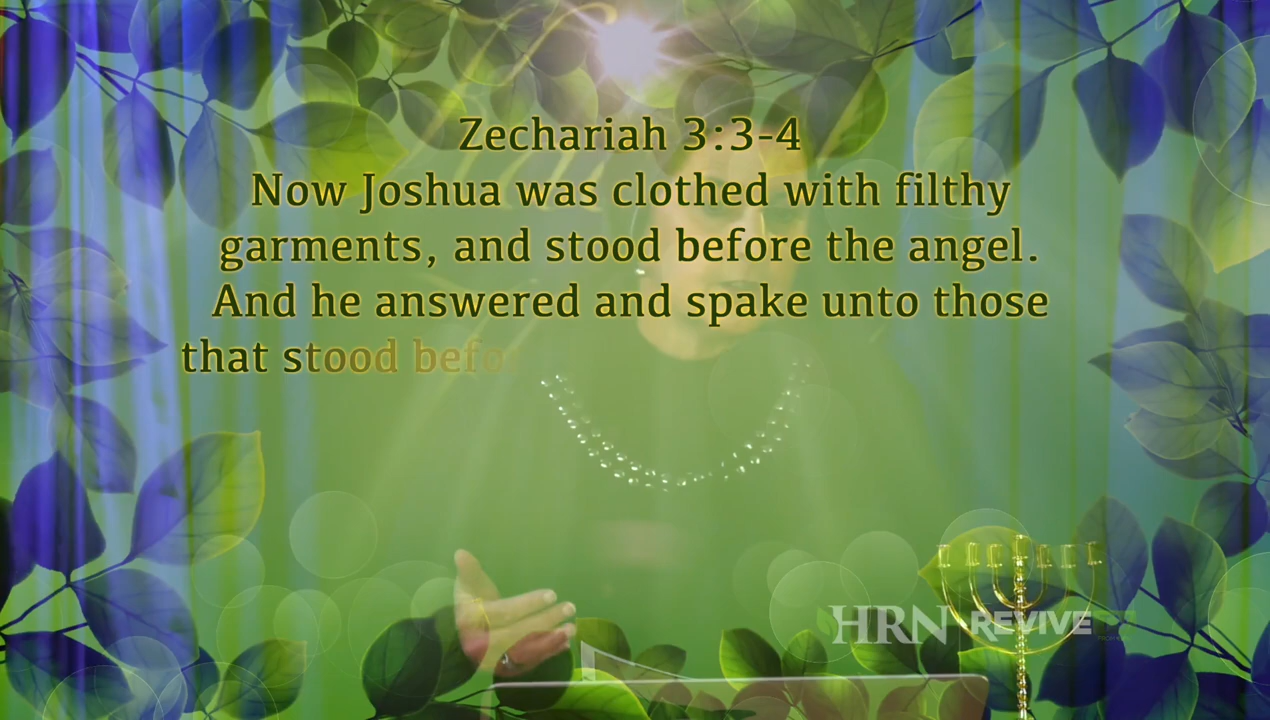 Zechariah 3:3-4
Now Joshua was clothed with filthy
garments, and stood before the angel.
And he answered and spake unto those
that stood befor
HRN REVIVE